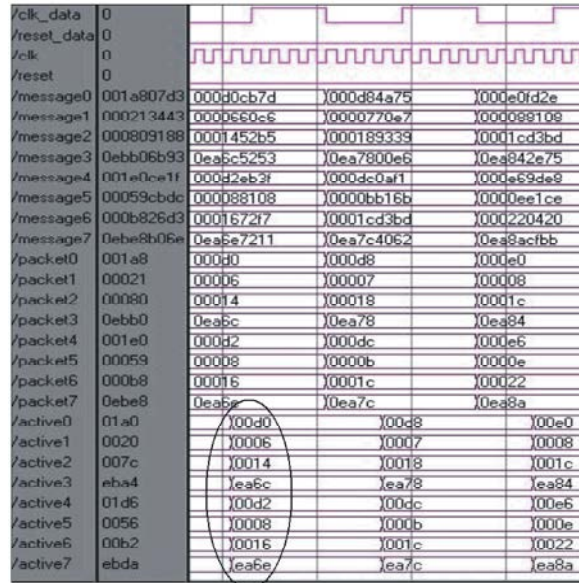 /clk_data 0
/reset_data 0
/clk 0
/reset 0
/message0 001a807d3 000d0cb7d 000d84a75 000e0fd2e
/message1 000213443 0000660c6 0000770e7 000088108
/message2 000809188 0001452b5 000189339 0001cd3bd
/message3 0ebb06b93 0ea6c5253 0ea7800e6 0ea842e75
/message4 001e0ce1f 000d2eb3f 000dc0af1 000e69de8
/message5 00059cbdc 000088108 0000bb16b 0000ee1ce
/message6 000b826d3 0001672f7 0001cd3bd 000220420
/message7 0ebe8b06e 0ea6e7211 0ea7c4062 0ea8acfbb
/packet0 001a8 000d0 000d8 000e0
/packet1 00021 00006 00007 00008
/packet2 00080 00014 00018 0001c
/packet3 0ebb0 0ea6c 0ea78 0ea84
/packet4 001e0 000d2 000dc 000e6
/packet5 00059 00008 0000b 0000e
/packet6 000b8 00016 0001c 00022
/packet7 0ebe8 0ea6e 0ea7c 0ea8a
/active0 01a0 00d0 00d8 00e0
/active1 0020 0006 0007 0008
/active2 007c 0014 0018 001c
/active3 eba4 ea6c ea78 ea84
/active4 01d6 00d2 00dc 00e6
/active5 0056 0008 000b 000e
/active6 00b2 0016 001c 0022
/active7 ebda ea6e ea7c ea8a